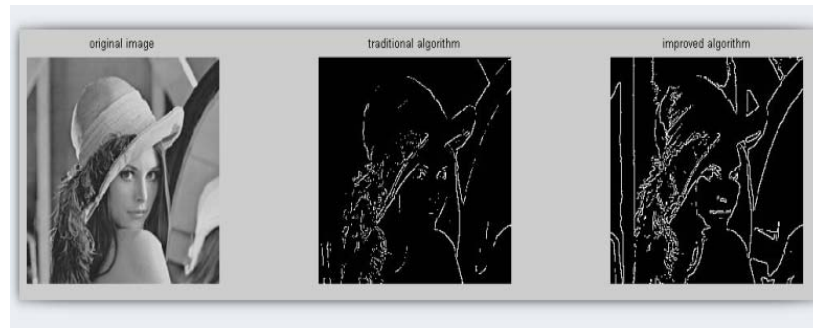 original image
traditional algorithm
improved algorithm